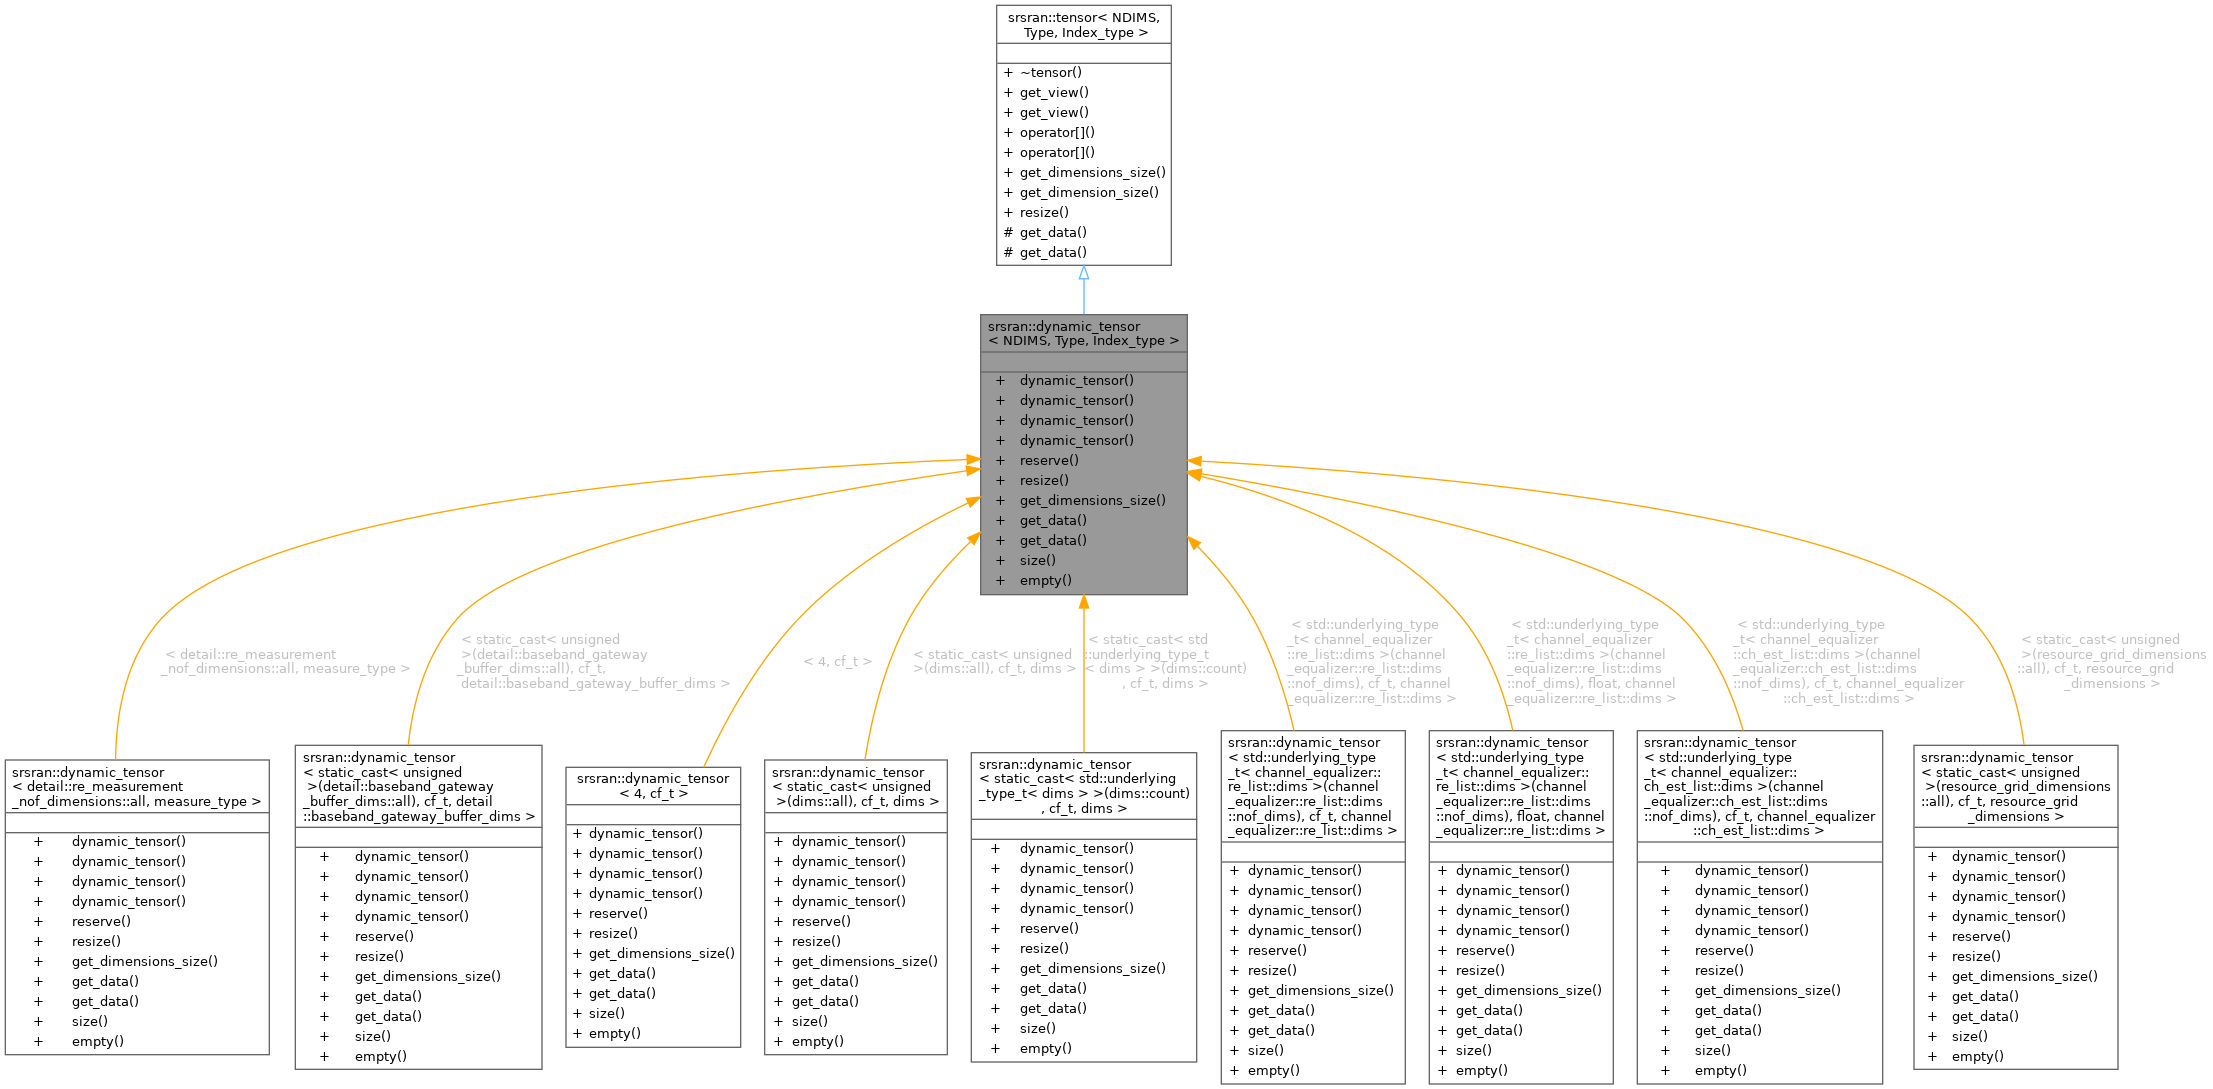 srsran::tensor< NDIMS,
Type, Index_type >
+ ~tensor()
+ get_view()
+ get_view()
+ operator[]()
+ operator[]()
+ get_dimensions_size()
+ get_dimension_size()
+ resize()
# get_data()
# get_data()
srsran::dynamic_tensor
< NDIMS, Type, Index_type >
+ dynamic_tensor()
+ dynamic_tensor()
+ dynamic_tensor()
+ dynamic_tensor()
+ reserve()
+ resize()
+ get_dimensions_size()
+ get_data()
+ get_data()
+ size()
+ empty()
< detail::re_measurement
_nof_dimensions::all, measure_type >
< static_cast< unsigned
>(detail::baseband_gateway
_buffer_dims::all), cf_t,
detail::baseband_gateway_buffer_dims >
< 4, cf_t >
< static_cast< unsigned
>(dims::all), cf_t, dims >
< static_cast< std
::underlying_type_t
< dims > >(dims::count)
, cf_t, dims >
< std::underlying_type
_t< channel_equalizer
::re_list::dims >(channel
_equalizer::re_list::dims
::nof_dims), cf_t, channel
_equalizer::re_list::dims >
< std::underlying_type
_t< channel_equalizer
::re_list::dims >(channel
_equalizer::re_list::dims
::nof_dims), float, channel
_equalizer::re_list::dims >
< std::underlying_type
_t< channel_equalizer
::ch_est_list::dims >(channel
_equalizer::ch_est_list::dims
::nof_dims), cf_t, channel_equalizer
::ch_est_list::dims >
< static_cast< unsigned
>(resource_grid_dimensions
::all), cf_t, resource_grid
_dimensions >
srsran::dynamic_tensor
< detail::re_measurement
_nof_dimensions::all, measure_type >
+ dynamic_tensor()
+ dynamic_tensor()
+ dynamic_tensor()
+ dynamic_tensor()
+ reserve()
+ resize()
+ get_dimensions_size()
+ get_data()
+ get_data()
+ size()
+ empty()
srsran::dynamic_tensor
< static_cast< unsigned
>(detail::baseband_gateway
_buffer_dims::all), cf_t, detail
::baseband_gateway_buffer_dims >
+ dynamic_tensor()
+ dynamic_tensor()
+ dynamic_tensor()
+ dynamic_tensor()
+ reserve()
+ resize()
+ get_dimensions_size()
+ get_data()
+ get_data()
+ size()
+ empty()
srsran::dynamic_tensor
< 4, cf_t >
+ dynamic_tensor()
+ dynamic_tensor()
+ dynamic_tensor()
+ dynamic_tensor()
+ reserve()
+ resize()
+ get_dimensions_size()
+ get_data()
+ get_data()
+ size()
+ empty()
srsran::dynamic_tensor
< static_cast< unsigned
>(dims::all), cf_t, dims >
+ dynamic_tensor()
+ dynamic_tensor()
+ dynamic_tensor()
+ dynamic_tensor()
+ reserve()
+ resize()
+ get_dimensions_size()
+ get_data()
+ get_data()
+ size()
+ empty()
srsran::dynamic_tensor
< static_cast< std::underlying
_type_t< dims > >(dims::count)
, cf_t, dims >
+ dynamic_tensor()
+ dynamic_tensor()
+ dynamic_tensor()
+ dynamic_tensor()
+ reserve()
+ resize()
+ get_dimensions_size()
+ get_data()
+ get_data()
+ size()
+ empty()
srsran::dynamic_tensor
< std::underlying_type
_t< channel_equalizer::
re_list::dims >(channel
_equalizer::re_list::dims
::nof_dims), cf_t, channel
_equalizer::re_list::dims >
+ dynamic_tensor()
+ dynamic_tensor()
+ dynamic_tensor()
+ dynamic_tensor()
+ reserve()
+ resize()
+ get_dimensions_size()
+ get_data()
+ get_data()
+ size()
+ empty()
srsran::dynamic_tensor
< std::underlying_type
_t< channel_equalizer::
re_list::dims >(channel
_equalizer::re_list::dims
::nof_dims), float, channel
_equalizer::re_list::dims >
+ dynamic_tensor()
+ dynamic_tensor()
+ dynamic_tensor()
+ dynamic_tensor()
+ reserve()
+ resize()
+ get_dimensions_size()
+ get_data()
+ get_data()
+ size()
+ empty()
srsran::dynamic_tensor
< std::underlying_type
_t< channel_equalizer::
ch_est_list::dims >(channel
_equalizer::ch_est_list::dims
::nof_dims), cf_t, channel_equalizer
::ch_est_list::dims >
+ dynamic_tensor()
+ dynamic_tensor()
+ dynamic_tensor()
+ dynamic_tensor()
+ reserve()
+ resize()
+ get_dimensions_size()
+ get_data()
+ get_data()
+ size()
+ empty()
srsran::dynamic_tensor
< static_cast< unsigned
>(resource_grid_dimensions
::all), cf_t, resource_grid
_dimensions >
+ dynamic_tensor()
+ dynamic_tensor()
+ dynamic_tensor()
+ dynamic_tensor()
+ reserve()
+ resize()
+ get_dimensions_size()
+ get_data()
+ get_data()
+ size()
+ empty()